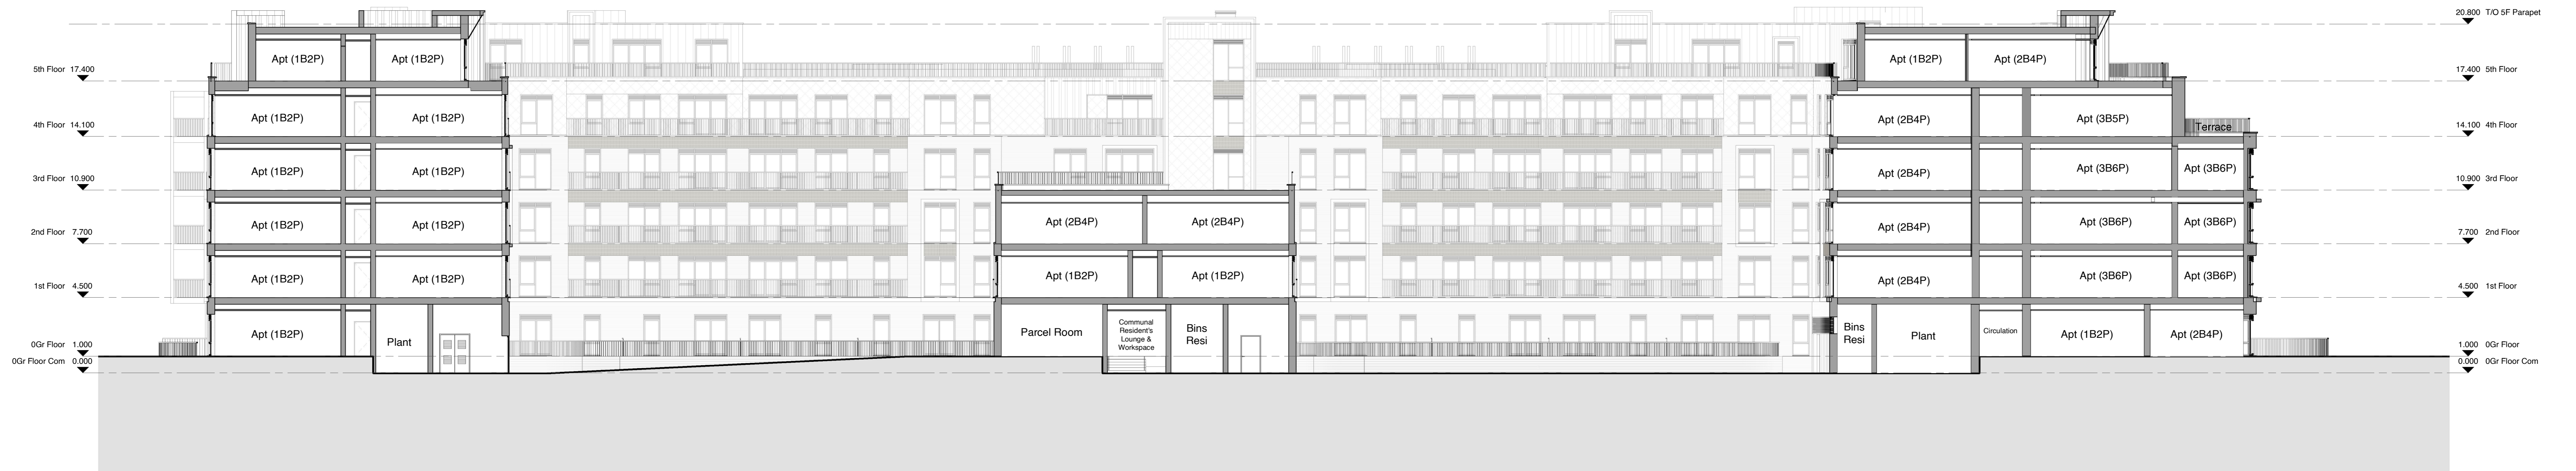 20.800 T/O 5F Parapet
Apt (1B2P) Apt (1B2P) Apt (1B2P) Apt (2B4P)
5th Floor 17.400
17.400 5th Floor
Apt (1B2P) Apt (1B2P) Apt (2B4P) Apt (3B5P)
4th Floor 14.100
Terrace
14.100 4th Floor
Apt (1B2P) Apt (1B2P) Apt (2B4P) Apt (3B6P) Apt (3B6P)
3rd Floor 10.900
10.900 3rd Floor
Apt (1B2P) Apt (1B2P) Apt (2B4P) Apt (2B4P) Apt (2B4P) Apt (3B6P) Apt (3B6P)
2nd Floor 7.700
7.700 2nd Floor
Apt (1B2P) Apt (1B2P) Apt (1B2P) Apt (1B2P) Apt (2B4P) Apt (3B6P) Apt (3B6P)
1st Floor 4.500
4.500 1st Floor
Apt (1B2P)
Plant
Parcel Room
Communal
Resident's
Lounge &
Workspace
Bins
Resi
Bins
Resi
Plant
Circulation
Apt (1B2P)
Apt (2B4P)
0Gr Floor 1.000
1.000 0Gr Floor
0Gr Floor Com 0.000
0.000 0Gr Floor Com